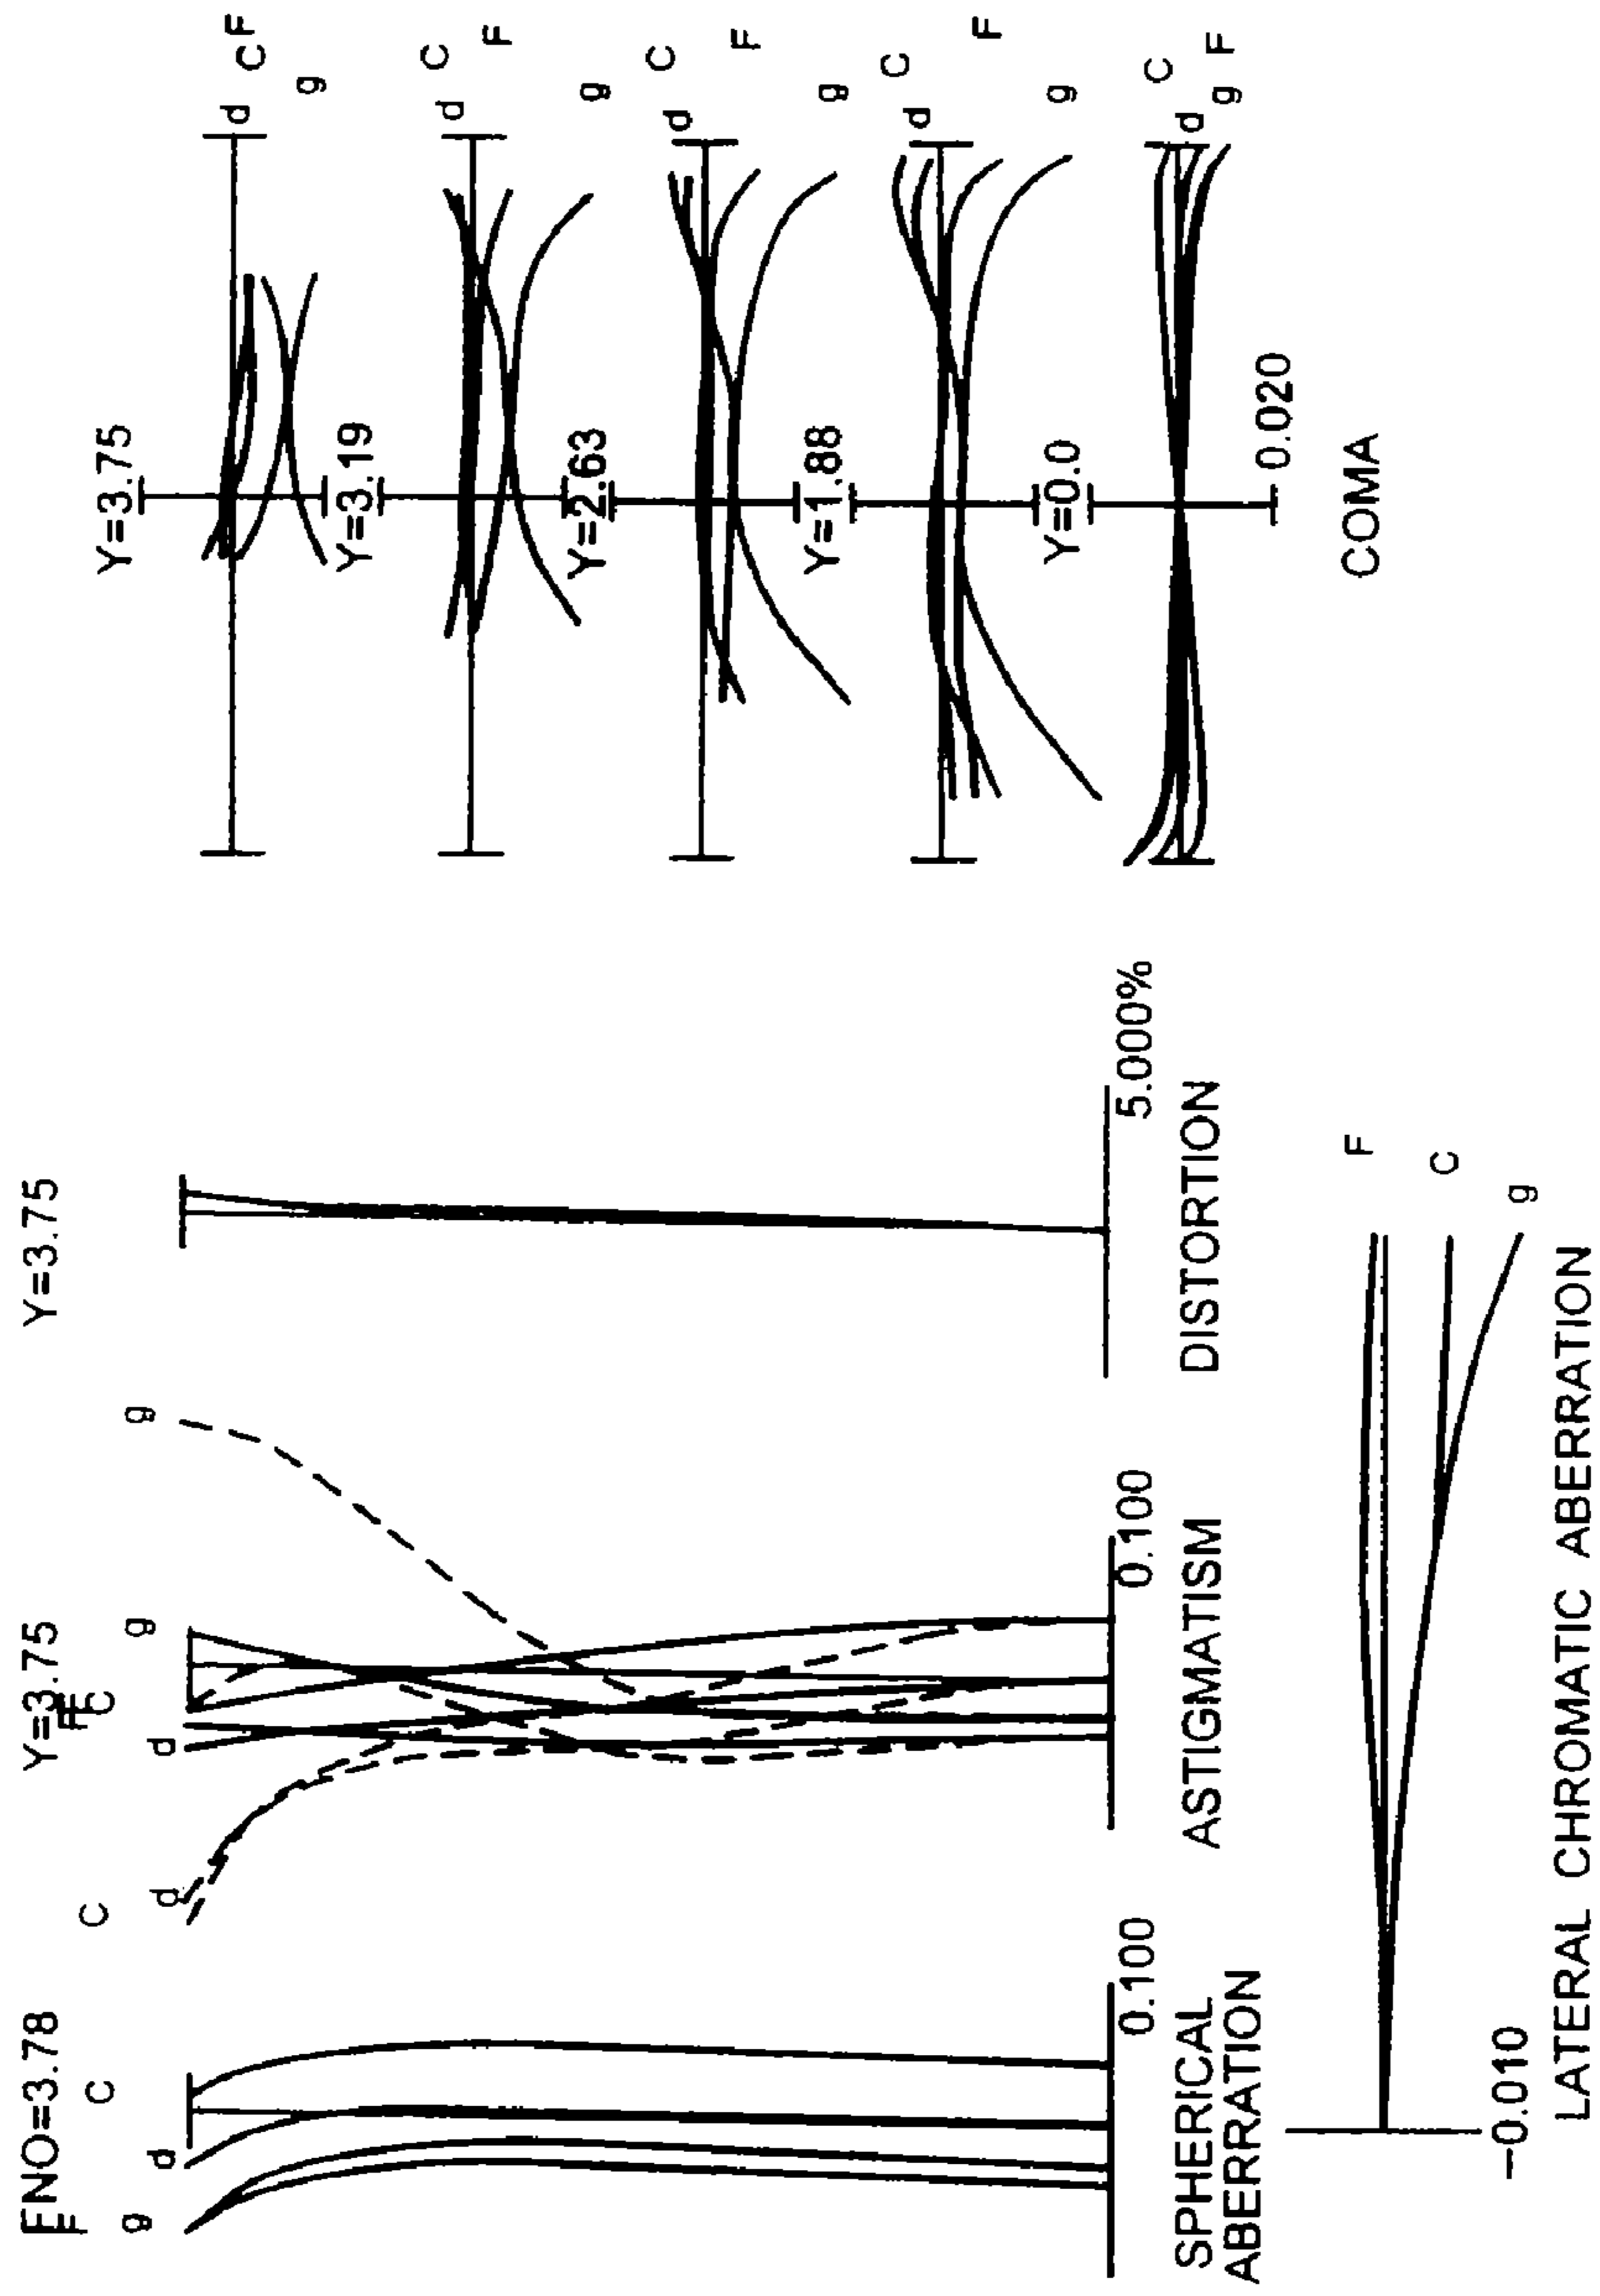 FNO=3.78
F
g
d
C
SPHERICAL
ABERRATION
0.100
Y=3.75
C
d
d
F
C
g
g
ASTIGMATISM
0.100
Y=3.75
DISTORTION
5.000%
Y=3.75
d
C
F
g
Y=3.19
d
C
F
g
Y=2.63
d
C
F
g
Y=1.88
d
C
F
g
Y=0.0
C
d
g
F
0.020
COMA
F
C
g
-0.010
LATERAL CHROMATIC ABERRATION